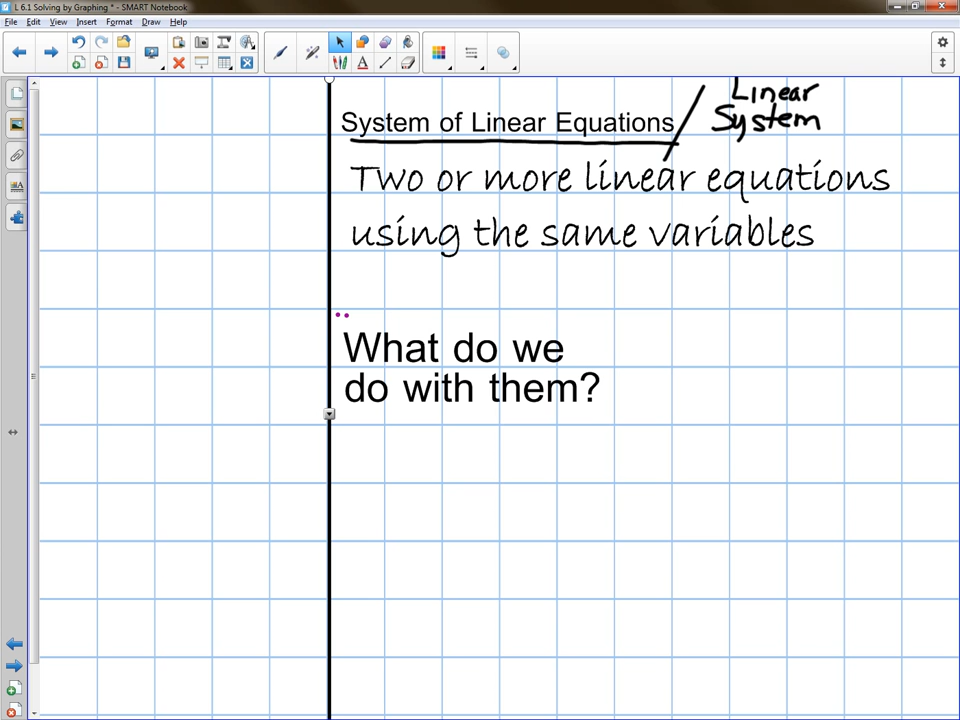 L 6.1 Solving by Graphing * - SMART Notebook
File Edit View Insert Format Draw Help
System of Linear Equations / Linear
System
Two or more linear equations
using the same variables
What do we
do with them?